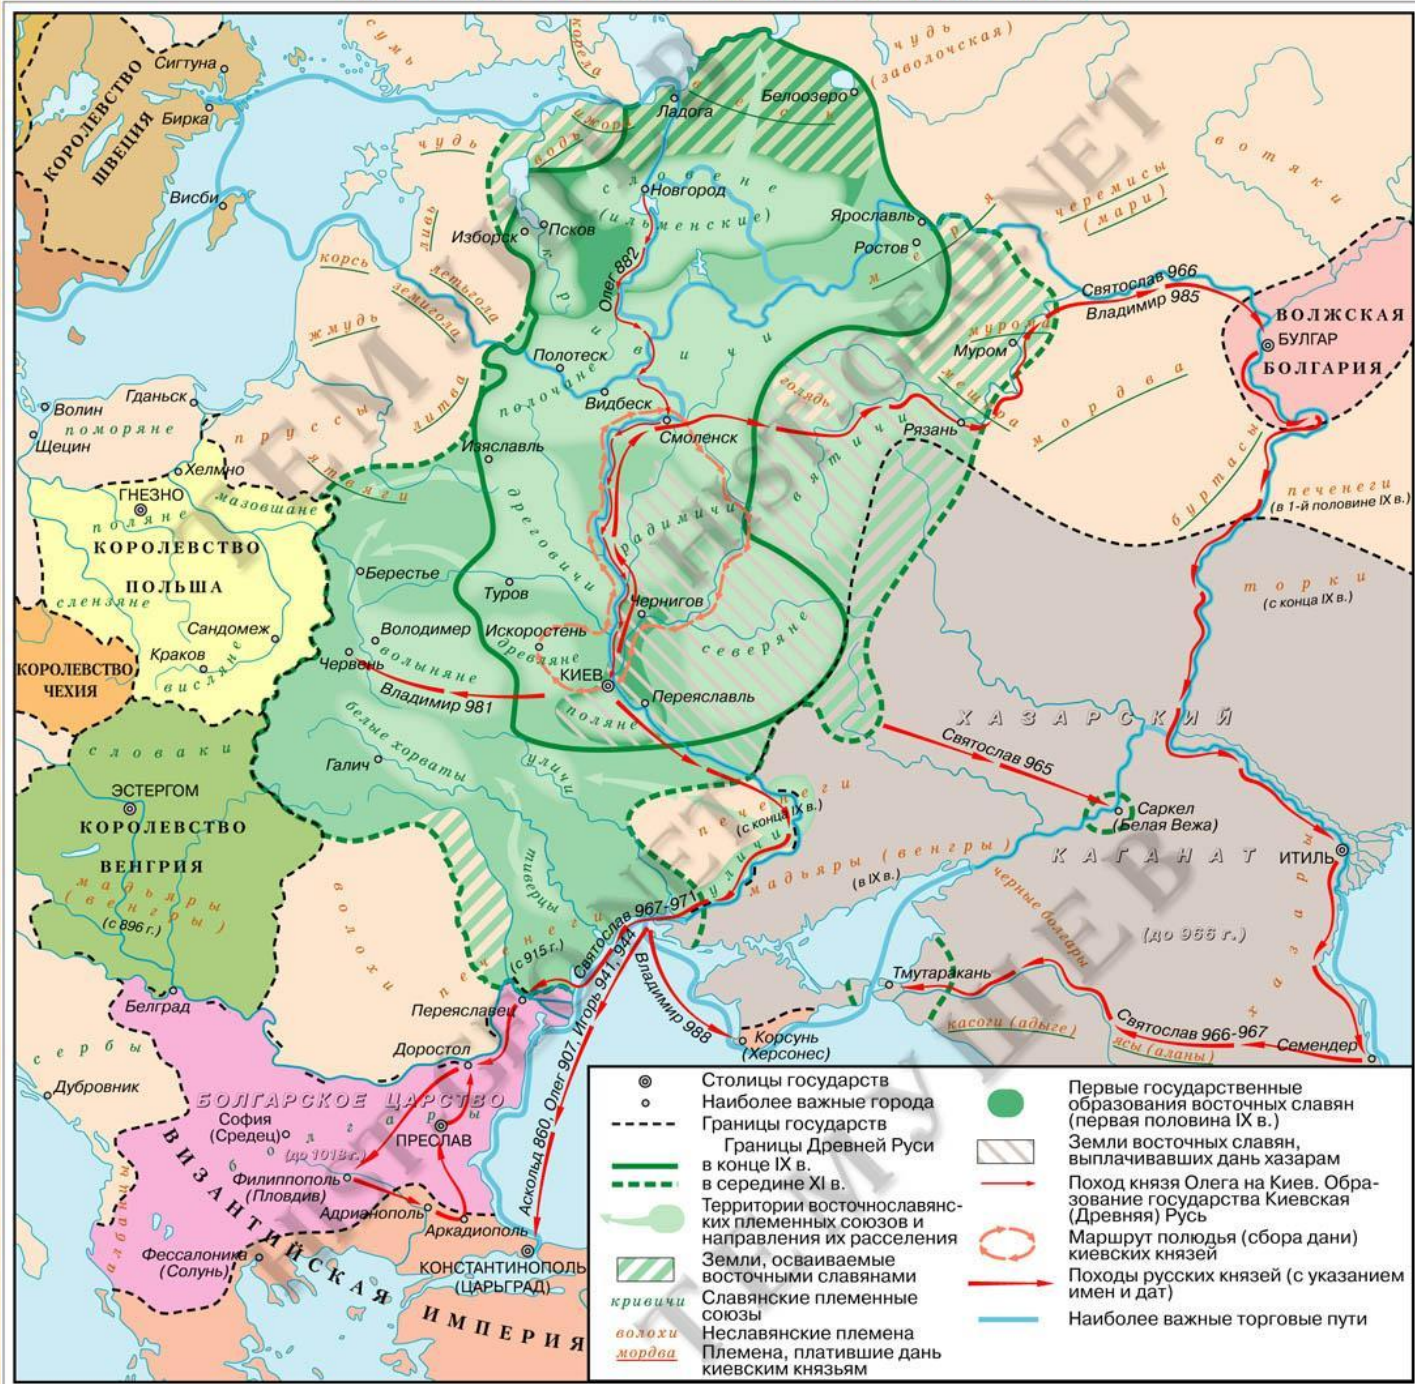 сумь
корела
чудь
(заволочская)
Сигтуна
КОРОЛЕВСТВО
ШВЕЦИЯ
Бирка
Висби
Ладога
Белоозеро
весь
ижора
водь
чудь
вотяки
черемисы
(мари)
словене
(ильменские)
Новгород
Псков
Изборск
Ярославль
Ростов
меря
ливь
летьгола
корсь
земигола
жмудь
литва
Олег 882
кривичи
Святослав 966
Владимир 985
ВОЛЖСКАЯ
БУЛГАР
БОЛГАРИЯ
мурома
Муром
мещера
мордва
голядь
Полотеск
полочане
Видбеск
Смоленск
вятичи
Рязань
буртасы
печенеги
(в 1-й половине IX в.)
Волин
Гданьск
поморяне
Щецин
пруссы
ятвяги
Хелмно
ГНЕЗНО
мазовшане
поляне
КОРОЛЕВСТВО
ПОЛЬША
слензяне
Сандомеж
Краков
висляне
КОРОЛЕВСТВО
ЧЕХИЯ
Изяславль
дреговичи
радимичи
Берестье
Туров
Чернигов
Володимер
Искоростень
древляне
северяне
Червень
волыняне
КИЕВ
Переяславль
Владимир 981
поляне
торки
(с конца IX в.)
ХАЗАРСКИЙ
КАГАНАТ
(до 966 г.)
Святослав 965
Саркел
(Белая Вежа)
ИТИЛЬ
хазары
словаки
ЭСТЕРГОМ
КОРОЛЕВСТВО
ВЕНГРИЯ
мадьяры
(венгры)
(с 896 г.)
белые хорваты
Галич
уличи
тиверцы
волохи
печенеги
(с конца IX в.)
уличи
мадьяры (венгры)
(в IX в.)
черные болгары
печенеги
(с 915 г.)
Святослав 967-971
Аскольд 860, Олег 907, Игорь 941, 944
Владимир 988
Тмутаракань
Корсунь
(Херсонес)
касоги (адыге)
ясы (аланы)
Святослав 966-967
Семендер
Белград
Переяславец
Доростол
сербы
Дубровник
БОЛГАРСКОЕ ЦАРСТВО
(до 1018 г.)
болгары
София
(Средец)
ПРЕСЛАВ
Филиппополь
(Пловдив)
Адрианополь
Аркадиополь
албанцы
Фессалоника
(Солунь)
КОНСТАНТИНОПОЛЬ
(ЦАРЬГРАД)
ВИЗАНТИЙСКАЯ ИМПЕРИЯ
Столицы государств
Наиболее важные города
Границы государств
Границы Древней Руси
в конце IX в.
в середине XI в.
Территории восточнославянс-
ких племенных союзов и
направления их расселения
Земли, осваиваемые
восточными славянами
кривичи Славянские племенные
союзы
волохи Неславянские племена
мордва Племена, платившие дань
киевским князьям
Первые государственные
образования восточных славян
(первая половина IX в.)
Земли восточных славян,
выплачивавших дань хазарам
Поход князя Олега на Киев. Обра-
зование государства Киевская
(Древняя) Русь
Маршрут полюдья (сбора дани)
киевских князей
Походы русских князей (с указанием
имен и дат)
Наиболее важные торговые пути